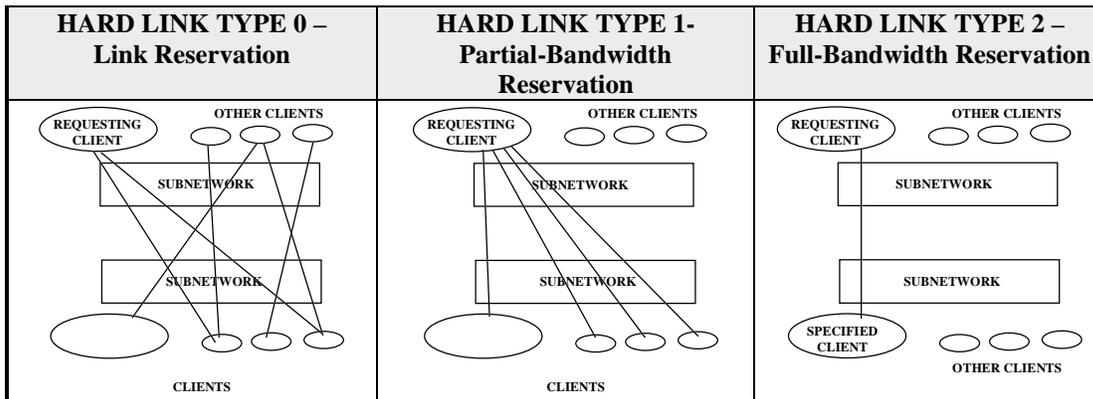 HARD LINK TYPE 0 –
Link Reservation
HARD LINK TYPE 1-
Partial-Bandwidth
Reservation
HARD LINK TYPE 2 –
Full-Bandwidth Reservation
REQUESTING
CLIENT
OTHER CLIENTS
SUBNETWORK
SUBNETWORK
CLIENTS
REQUESTING
CLIENT
OTHER CLIENTS
SUBNETWORK
SUBNETWORK
CLIENTS
REQUESTING
CLIENT
OTHER CLIENTS
SUBNETWORK
SUBNETWORK
SPECIFIED
CLIENT
OTHER CLIENTS